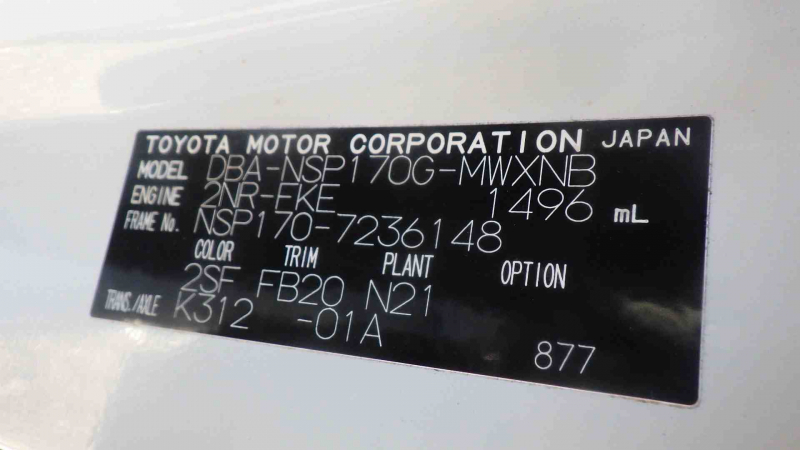 TOYOTA MOTOR CORPORATION JAPAN
MODEL DBA-NSP170G-MWXNB
ENGINE 2NR-FKE 1496 mL
FRAME No. NSP170-7236148
COLOR TRIM PLANT OPTION
2SF FB20 N21
TRANS./AXLE K312 -01A
877